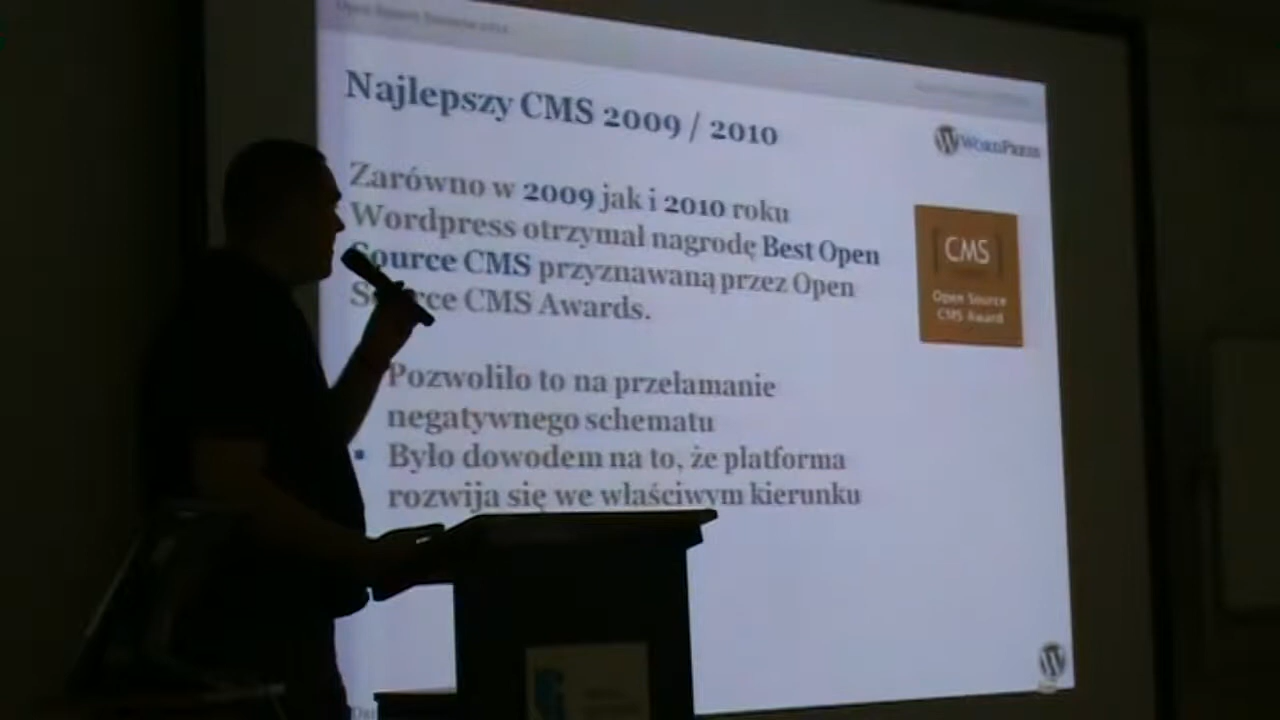 Najlepszy CMS 2009 / 2010
WORDPRESS
Zarówno w 2009 jak i 2010 roku
Wordpress otrzymał nagrodę Best Open
Source CMS przyznawaną przez Open
Source CMS Awards.
CMS
Open Source
CMS Award
Pozwoliło to na przełamanie
negatywnego schematu
• Było dowodem na to, że platforma
rozwija się we właściwym kierunku